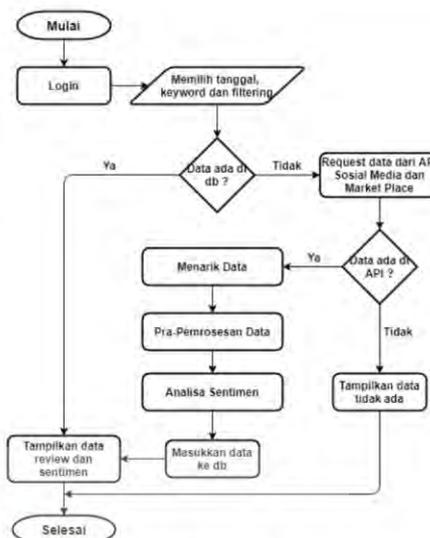 Mulai
Login
Memilih tanggal,
keyword dan filtering
Data ada di
db ?
Ya
Tidak
Request data dari AP
Sosial Media dan
Market Place
Data ada di
API ?
Ya
Tidak
Menarik Data
Pra-Pemrosesan Data
Analisa Sentimen
Masukkan data
ke db
Tampilkan data
tidak ada
Tampilkan data
review dan
sentimen
Selesai